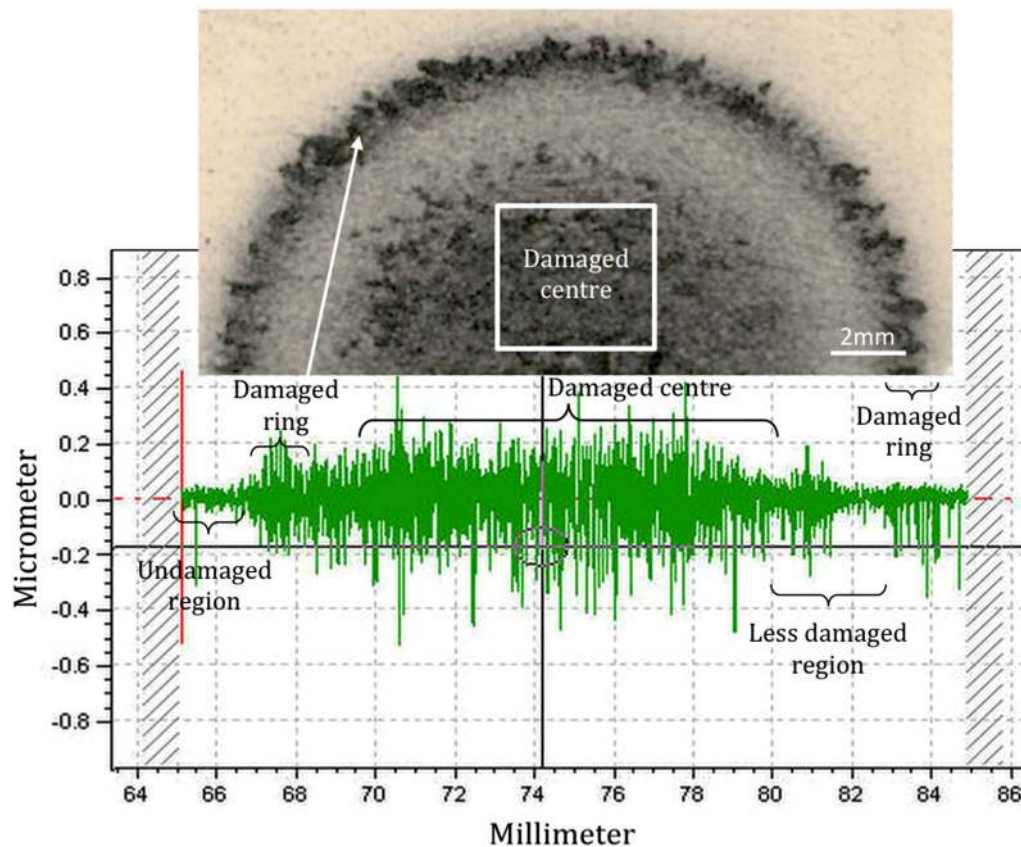 Damaged
centre
2mm
0.8
0.6
0.4
0.2
0.0
-0.2
-0.4
-0.6
-0.8
Micrometer
Damaged
ring
Damaged centre
Damaged
ring
Undamaged
region
Less damaged
region
64
66
68
70
72
74
76
78
80
82
84
86
Millimeter